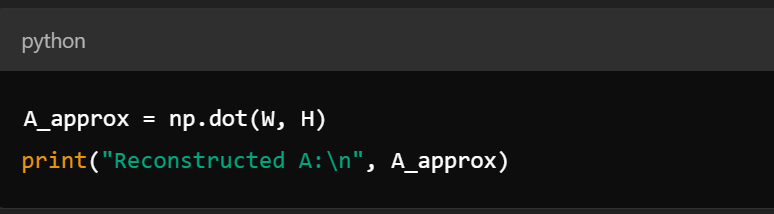 python
A_approx = np.dot(W, H)
print("Reconstructed A:\n", A_approx)